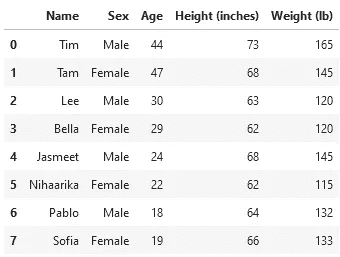 Name Sex Age Height (inches) Weight (lb)
0 Tim Male 44 73 165
1 Tam Female 47 68 145
2 Lee Male 30 63 120
3 Bella Female 29 62 120
4 Jasmeet Male 24 68 145
5 Nihaarika Female 22 62 115
6 Pablo Male 18 64 132
7 Sofia Female 19 66 133